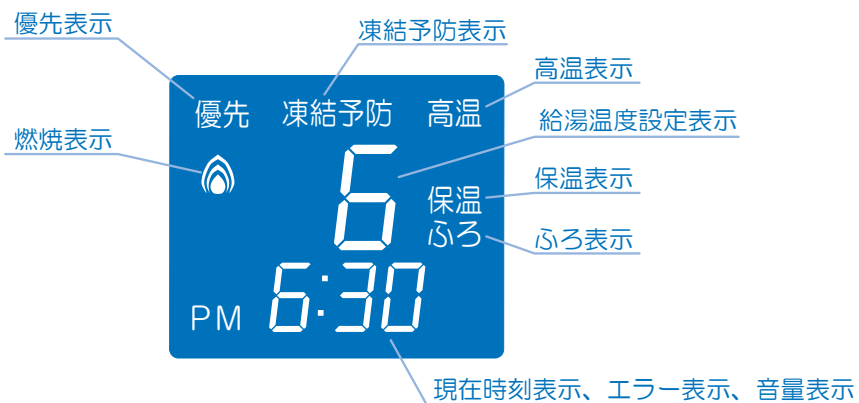 優先表示
凍結予防表示
高温表示
優先 凍結予防 高温
給湯温度設定表示
燃焼表示
6
保温表示
保温
ふろ
ふろ表示
PM 6:30
現在時刻表示、エラー表示、音量表示